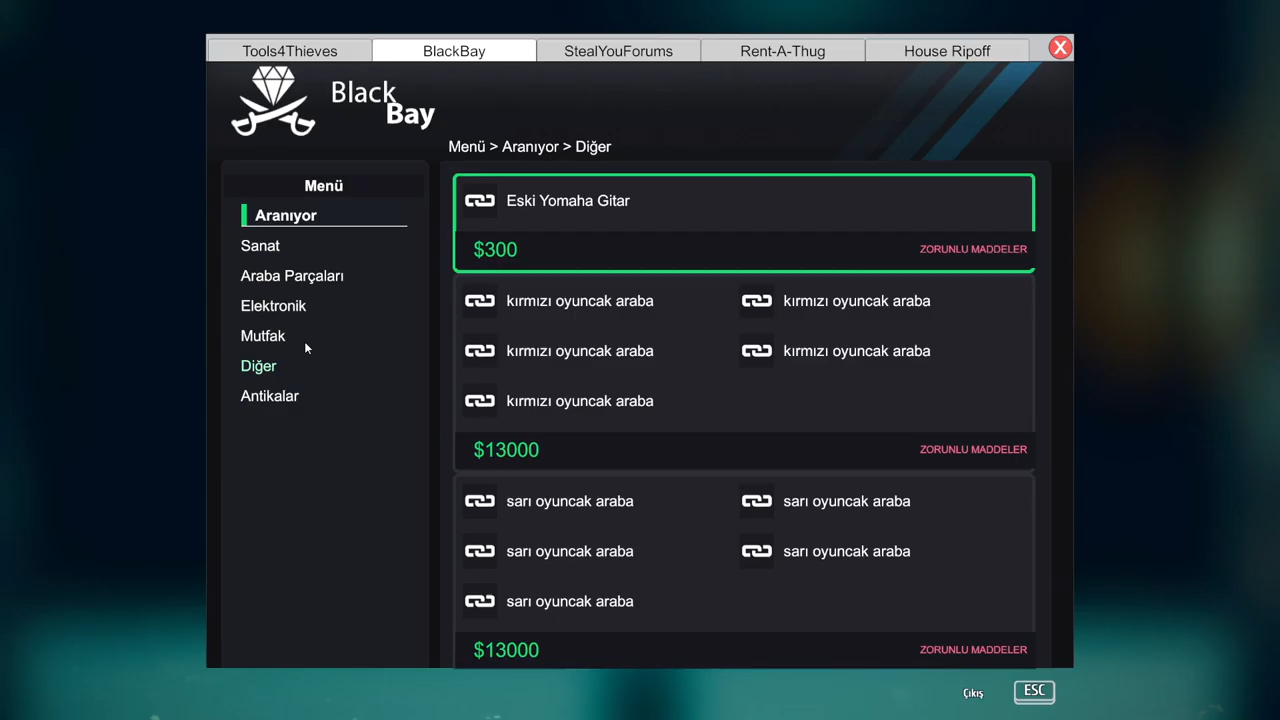 Tools4Thieves BlackBay StealYouForums Rent-A-Thug House Ripoff X
Black
Bay
Menü > Aranıyor > Diğer
Menü
Aranıyor
Sanat
Araba Parçaları
Elektronik
Mutfak
Diğer
Antikalar
Eski Yomaha Gitar
$300 ZORUNLU MADDELER
kırmızı oyuncak araba kırmızı oyuncak araba
kırmızı oyuncak araba kırmızı oyuncak araba
kırmızı oyuncak araba
$13000 ZORUNLU MADDELER
sarı oyuncak araba sarı oyuncak araba
sarı oyuncak araba sarı oyuncak araba
sarı oyuncak araba
$13000 ZORUNLU MADDELER
Çıkış ESC